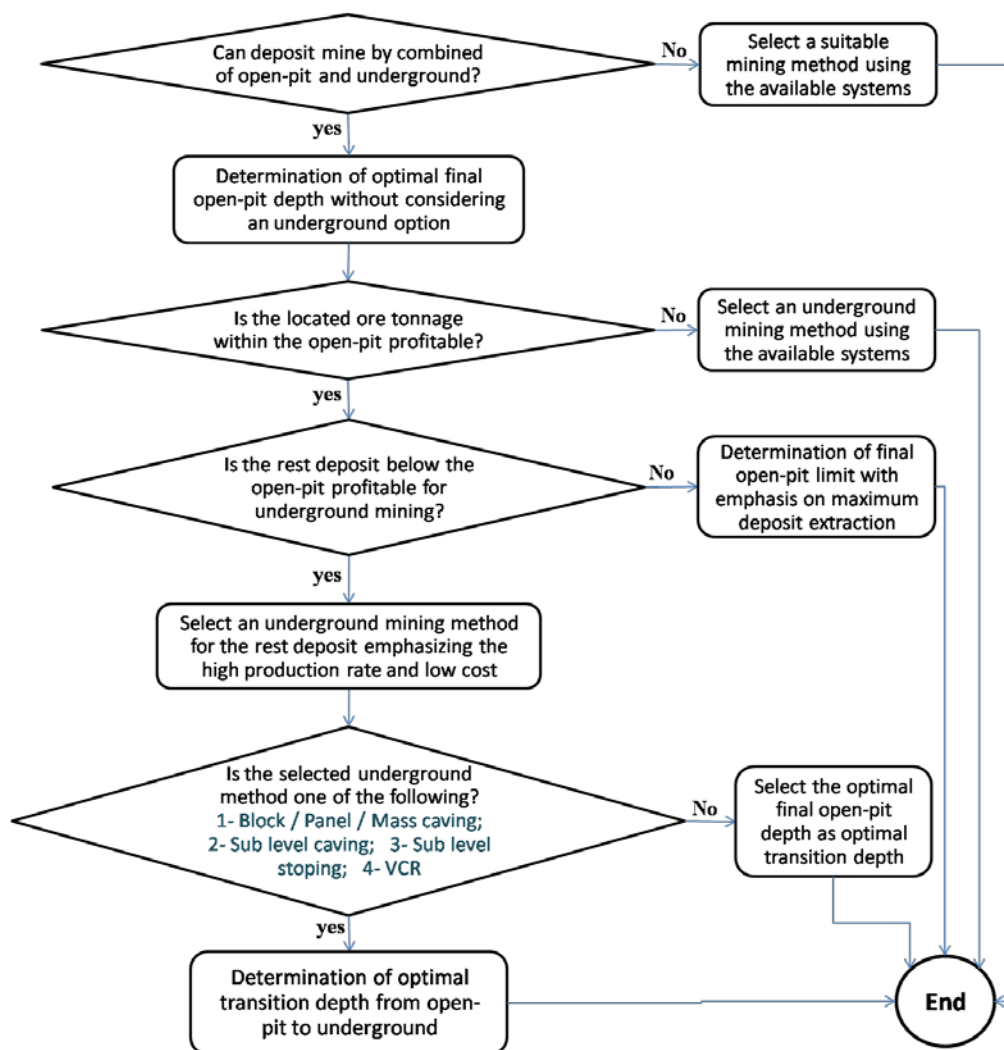 Can deposit mine by combined
of open-pit and underground?
No
Select a suitable
mining method using
the available systems
yes
Determination of optimal final
open-pit depth without considering
an underground option
Is the located ore tonnage
within the open-pit profitable?
No
Select an underground
mining method using
the available systems
yes
Is the rest deposit below the
open-pit profitable for
underground mining?
No
Determination of final
open-pit limit with
emphasis on maximum
deposit extraction
yes
Select an underground mining method
for the rest deposit emphasizing the
high production rate and low cost
Is the selected underground
method one of the following?
1- Block / Panel / Mass caving;
2- Sub level caving; 3- Sub level
stoping; 4- VCR
No
Select the optimal
final open-pit
depth as optimal
transition depth
yes
Determination of optimal
transition depth from open-
pit to underground
End